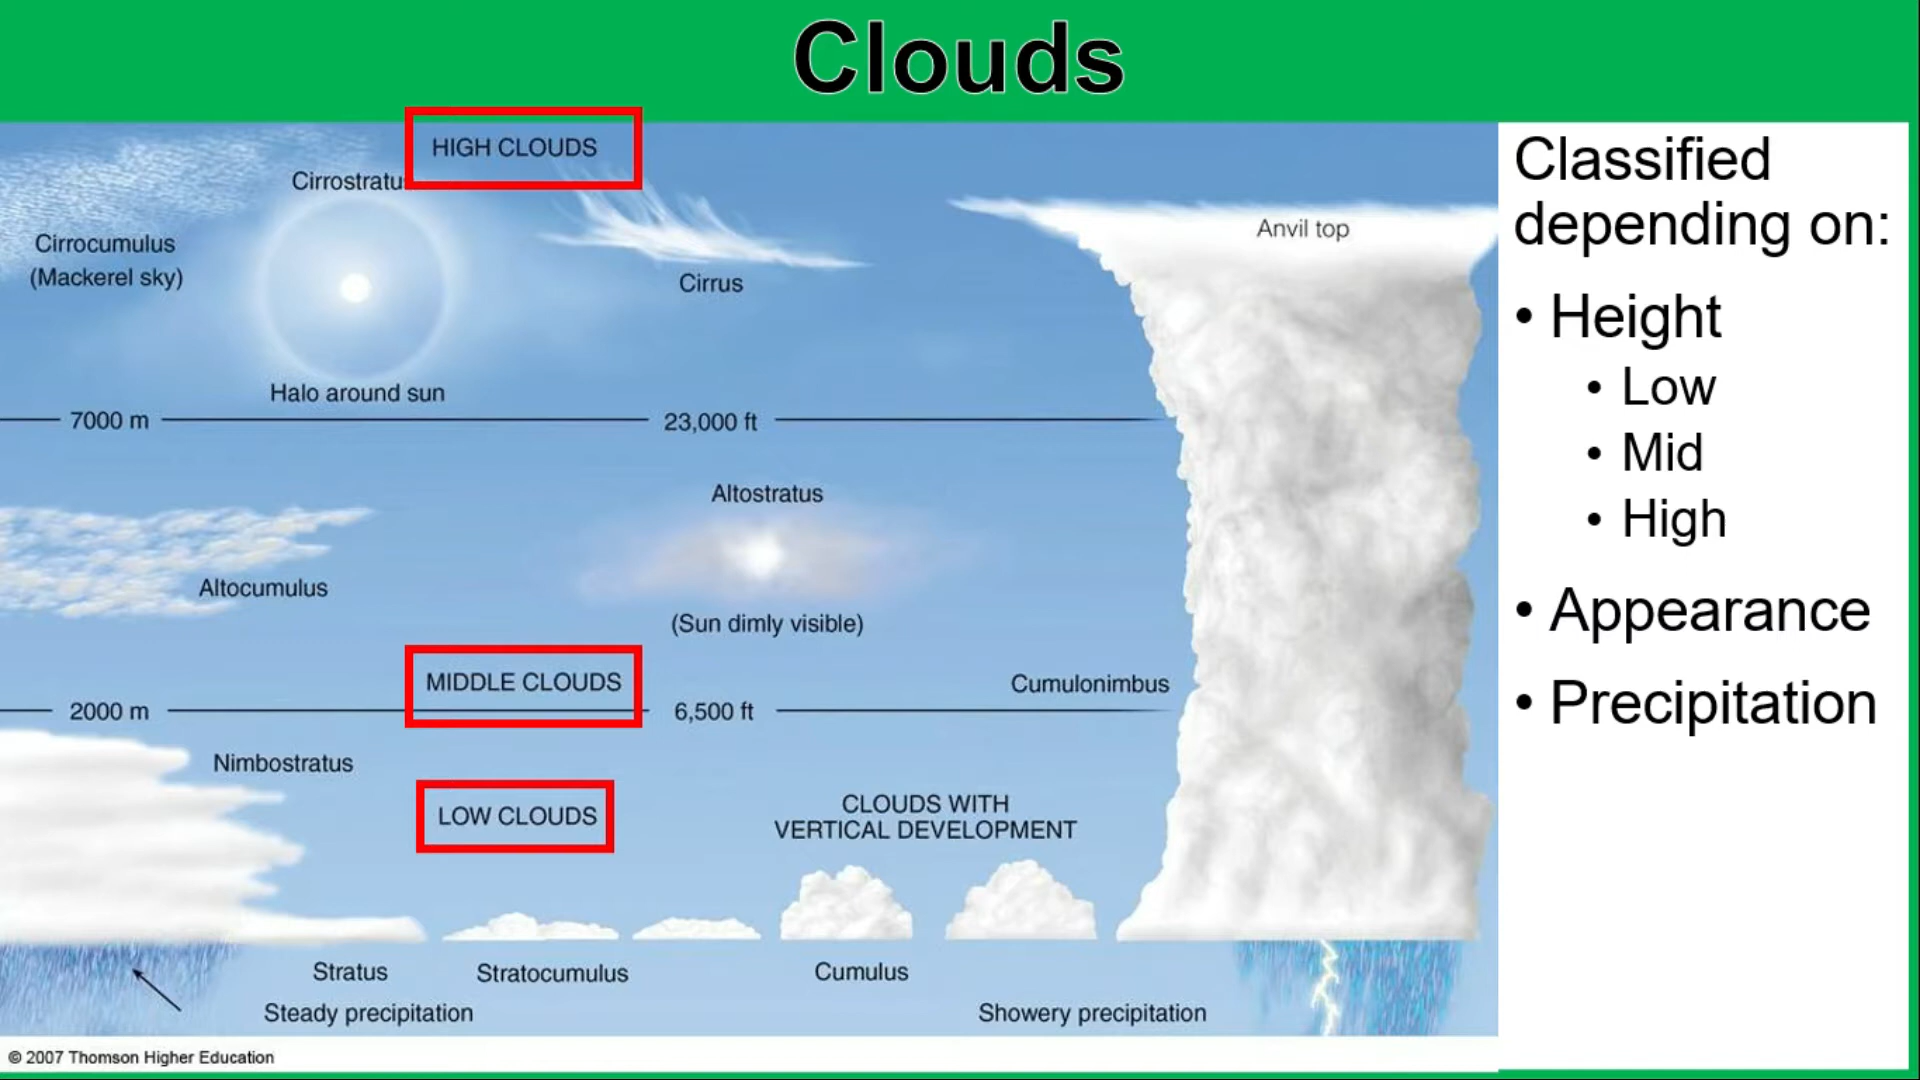 Clouds
HIGH CLOUDS
Cirrostratu
Cirrocumulus
(Mackerel sky)
Cirrus
Anvil top
Halo around sun
7000 m
23,000 ft
Altostratus
Altocumulus
(Sun dimly visible)
MIDDLE CLOUDS
Cumulonimbus
2000 m
6,500 ft
Nimbostratus
LOW CLOUDS
CLOUDS WITH
VERTICAL DEVELOPMENT
Stratus
Stratocumulus
Cumulus
Steady precipitation
Showery precipitation
© 2007 Thomson Higher Education
Classified
depending on:
• Height
• Low
• Mid
• High
• Appearance
• Precipitation